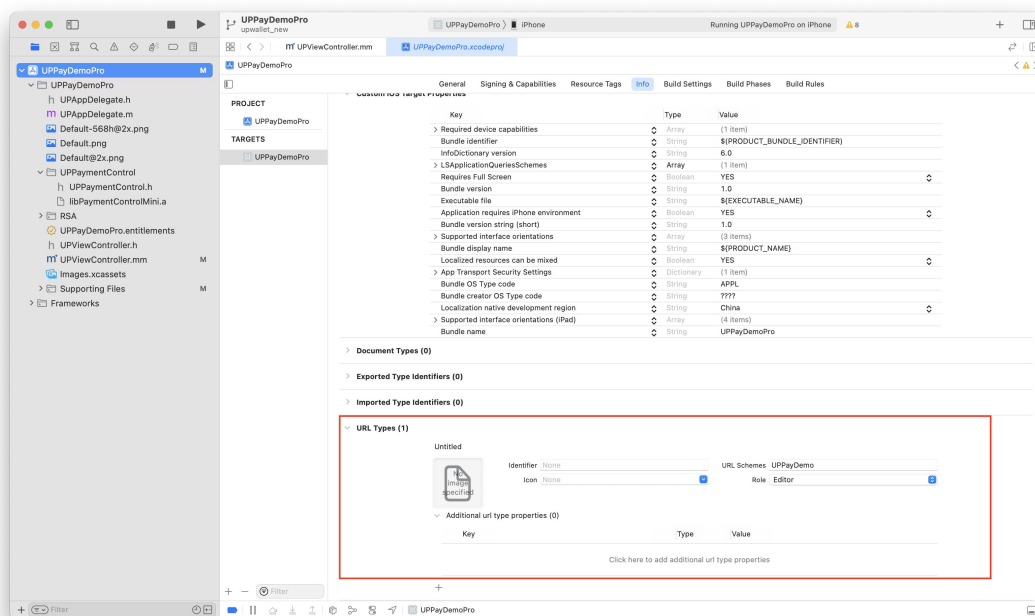 UPPayDemoPro
upwallet_new
UPPayDemoPro 〉 iPhone
Running UPPayDemoPro on iPhone
8
UPViewController.mm
UPPayDemoPro.xcodeproj
UPPayDemoPro M
UPPayDemoPro
h UPAppDelegate.h
m UPAppDelegate.m
Default-568h@2x.png
Default.png
Default@2x.png
UPPaymentControl
h UPPaymentControl.h
libPaymentControlMini.a
RSA
UPPayDemoPro.entitlements
h UPViewController.h
m UPViewController.mm M
Images.xcassets
Supporting Files M
Frameworks
Filter
UPPayDemoPro
General Signing & Capabilities Resource Tags Info Build Settings Build Phases Build Rules
PROJECT
UPPayDemoPro
TARGETS
UPPayDemoPro
Filter
Custom iOS Target Properties
Key Type Value
Required device capabilities Array (1 item)
Bundle identifier String $(PRODUCT_BUNDLE_IDENTIFIER)
InfoDictionary version String 6.0
LSApplicationQueriesSchemes Array (1 item)
Requires Full Screen Boolean YES
Bundle version String 1.0
Executable file String ${EXECUTABLE_NAME}
Application requires iPhone environment Boolean YES
Bundle version string (short) String 1.0
Supported interface orientations Array (3 items)
Bundle display name String ${PRODUCT_NAME}
Localized resources can be mixed Boolean YES
App Transport Security Settings Dictionary (1 item)
Bundle OS Type code String APPL
Bundle creator OS Type code String ????
Localization native development region String China
Supported interface orientations (iPad) Array (4 items)
Bundle name String UPPayDemoPro
Document Types (0)
Exported Type Identifiers (0)
Imported Type Identifiers (0)
URL Types (1)
Untitled
No image specified
Identifier None
URL Schemes UPPayDemo
Icon None
Role Editor
Additional url type properties (0)
Key Type Value
Click here to add additional url type properties
UPPayDemoPro